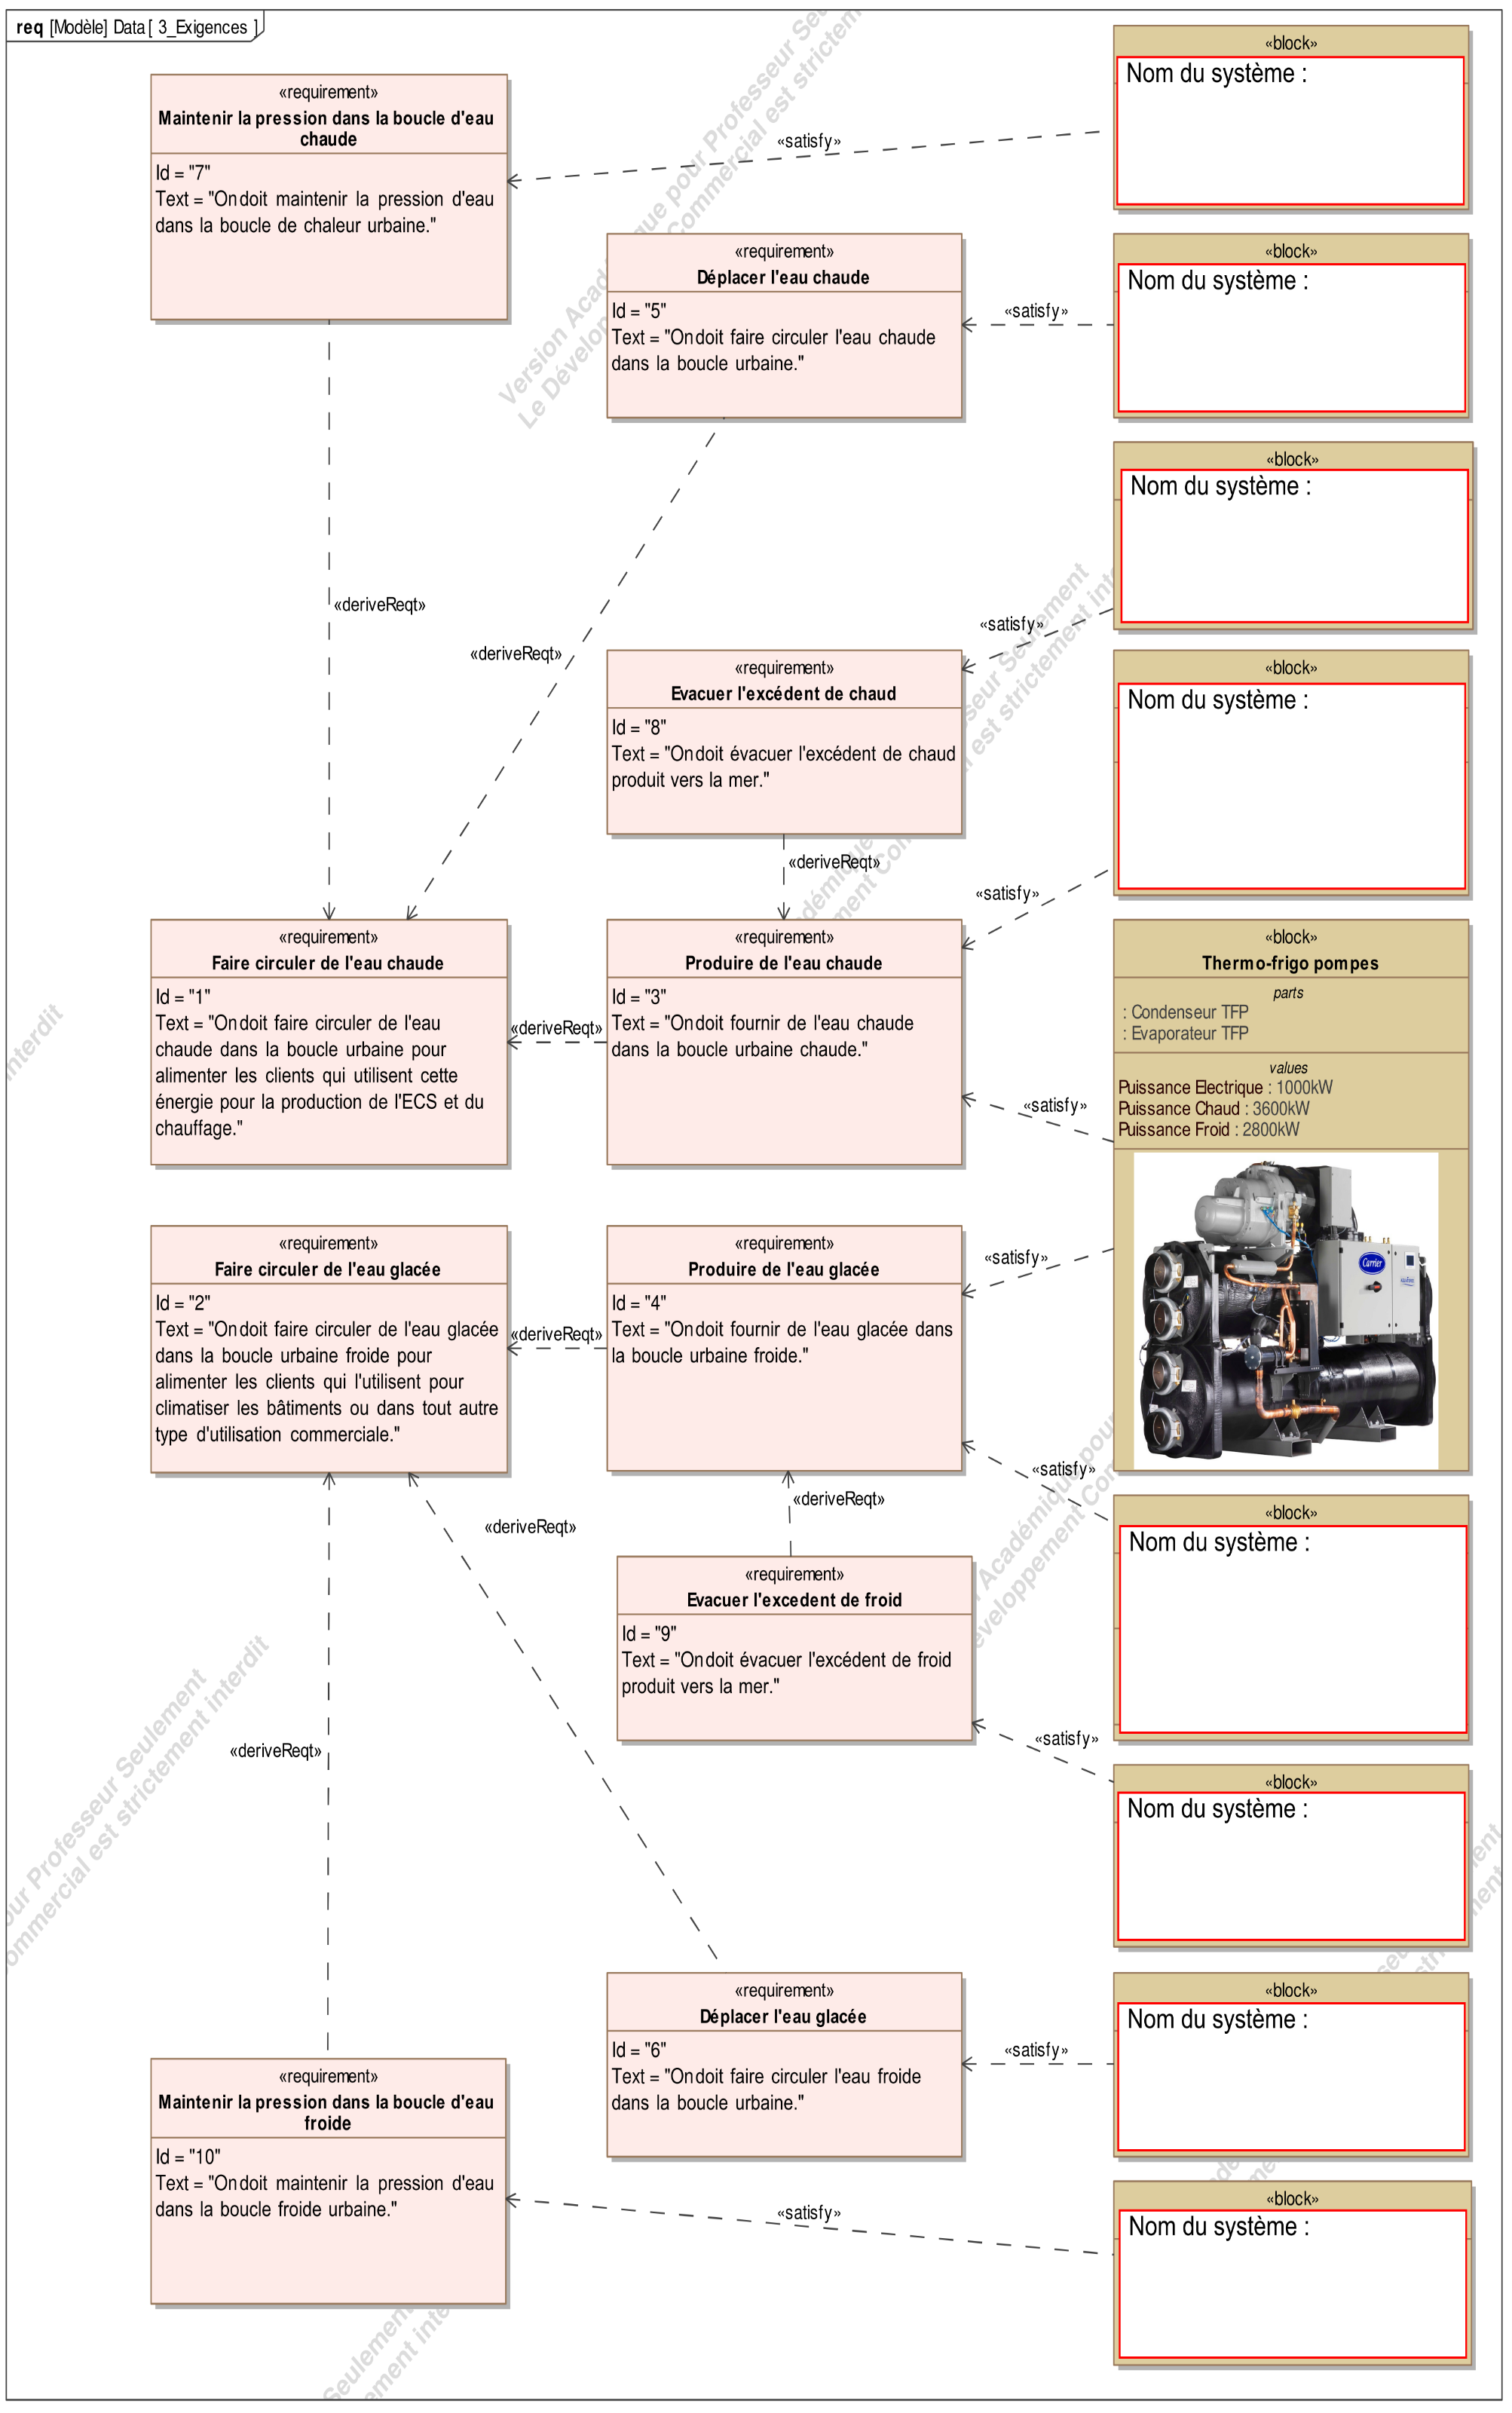 req [Modèle] Data [ 3_Exigences ]
«requirement»
Maintenir la pression dans la boucle d'eau
chaude
Id = "7"
Text = "On doit maintenir la pression d'eau
dans la boucle de chaleur urbaine."
«satisfy»
«block»
Nom du système :
«requirement»
Déplacer l'eau chaude
Id = "5"
Text = "On doit faire circuler l'eau chaude
dans la boucle urbaine."
«satisfy»
«block»
Nom du système :
«block»
Nom du système :
«deriveReqt»
«deriveReqt»
«satisfy»
«requirement»
Evacuer l'excédent de chaud
Id = "8"
Text = "On doit évacuer l'excédent de chaud
produit vers la mer."
«block»
Nom du système :
«deriveReqt»
«satisfy»
«requirement»
Faire circuler de l'eau chaude
Id = "1"
Text = "On doit faire circuler de l'eau
chaude dans la boucle urbaine pour
alimenter les clients qui utilisent cette
énergie pour la production de l'ECS et du
chauffage."
«deriveReqt»
«requirement»
Produire de l'eau chaude
Id = "3"
Text = "On doit fournir de l'eau chaude
dans la boucle urbaine chaude."
«satisfy»
«block»
Thermo-frigo pompes
parts
: Condenseur TFP
: Evaporateur TFP
values
Puissance Electrique : 1000kW
Puissance Chaud : 3600kW
Puissance Froid : 2800kW
Carrier
«requirement»
Faire circuler de l'eau glacée
Id = "2"
Text = "On doit faire circuler de l'eau glacée
dans la boucle urbaine froide pour
alimenter les clients qui l'utilisent pour
climatiser les bâtiments ou dans tout autre
type d'utilisation commerciale."
«deriveReqt»
«requirement»
Produire de l'eau glacée
Id = "4"
Text = "On doit fournir de l'eau glacée dans
la boucle urbaine froide."
«satisfy»
«satisfy»
«deriveReqt»
«deriveReqt»
«block»
Nom du système :
«requirement»
Evacuer l'excedent de froid
Id = "9"
Text = "On doit évacuer l'excédent de froid
produit vers la mer."
«satisfy»
«deriveReqt»
«block»
Nom du système :
«requirement»
Déplacer l'eau glacée
Id = "6"
Text = "On doit faire circuler l'eau froide
dans la boucle urbaine."
«satisfy»
«block»
Nom du système :
«requirement»
Maintenir la pression dans la boucle d'eau
froide
Id = "10"
Text = "On doit maintenir la pression d'eau
dans la boucle froide urbaine."
«satisfy»
«block»
Nom du système :